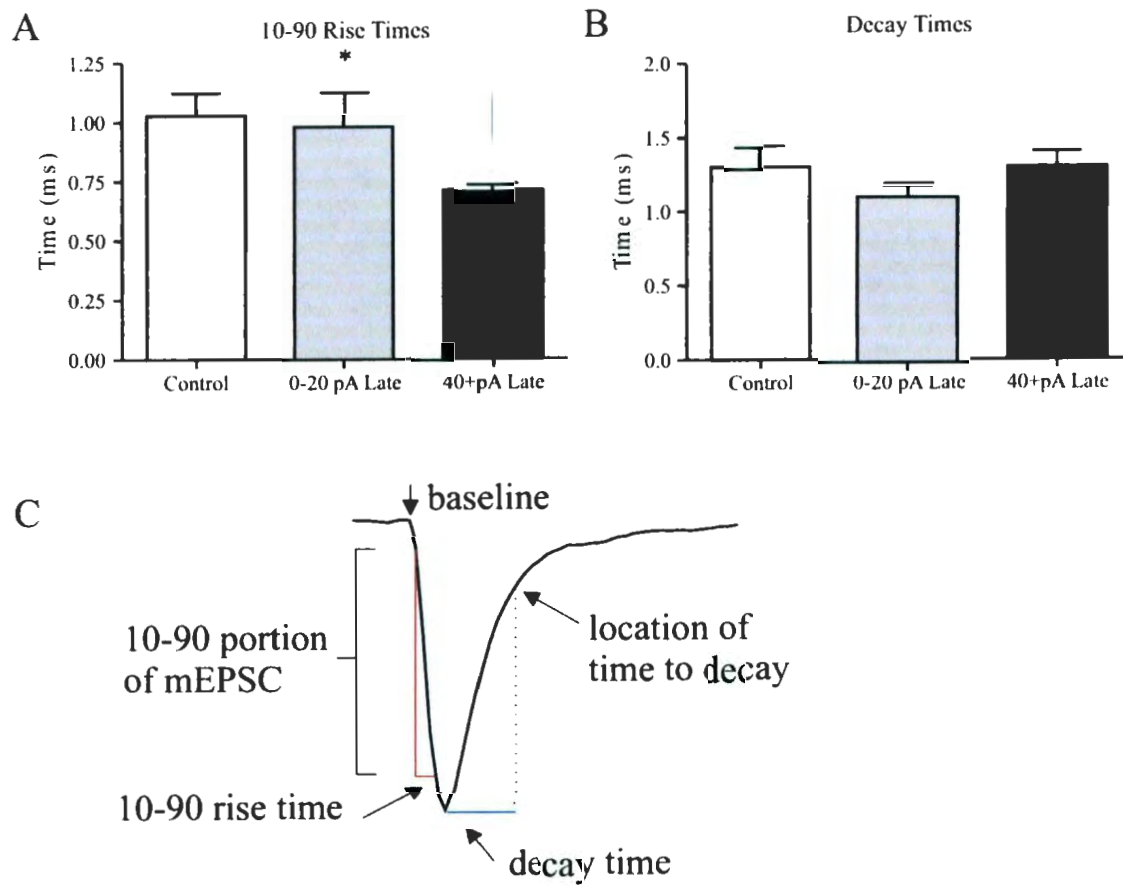 A
10-90 Rise Times
*
Time (ms)
1.25
1.00
0.75
0.50
0.25
0.00
Control
0-20 pA Late
40+pA Late
B
Decay Times
Time (ms)
2.0
1.5
1.0
0.5
0.0
Control
0-20 pA Late
40+pA Late
C
baseline
10-90 portion
of mEPSC
location of
time to decay
10-90 rise time
decay time